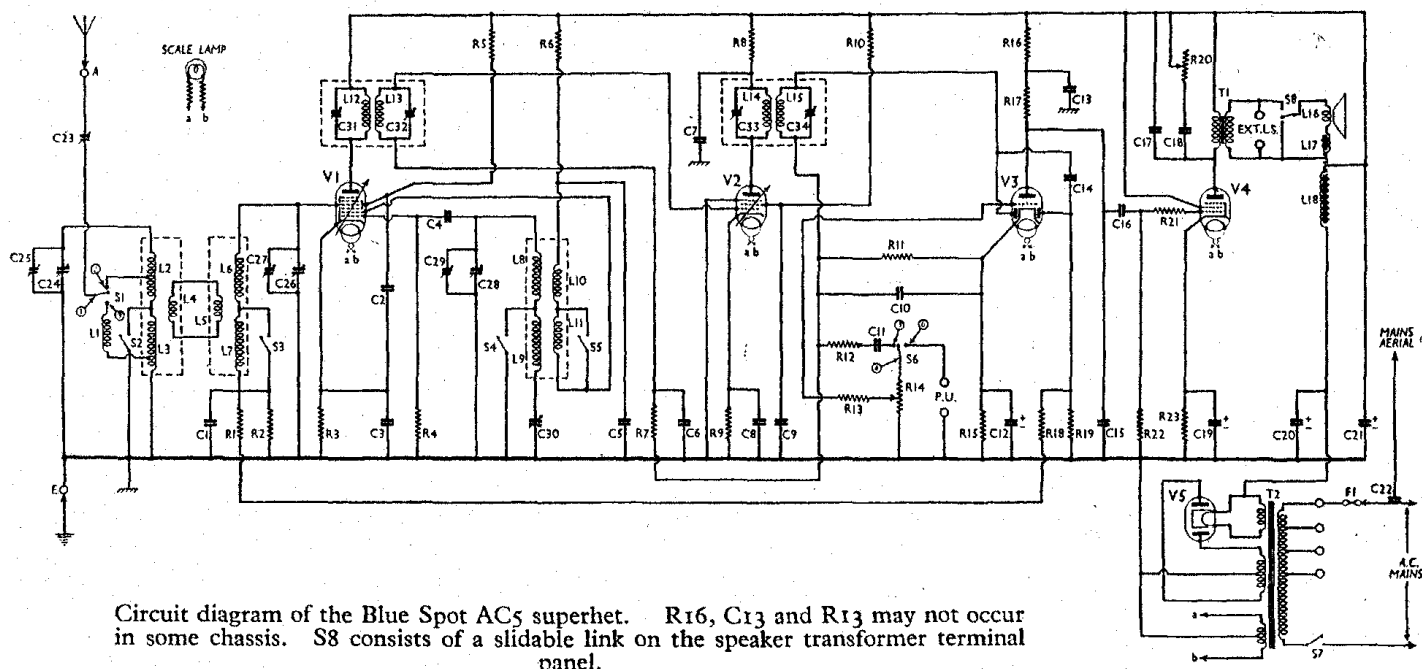 SCALE LAMP
a b
A
C23
C25
C24
S1
L1
S2
L2
L3
L4
L5
L6
L7
C27
C26
S3
C1
R1
R2
E
L12
L13
C31
C32
V1
a b
R3
C2
C3
R4
C4
C29
C28
R5
R6
L8
L9
L10
L11
S4
S5
C30
C5
R7
C6
R8
C7
L14
L15
C33
C34
V2
a b
R9
C8
C9
R10
R11
C10
C11
R12
S6
R13
R14
P.U.
R15
C12
+
-
R16
C13
R17
V3
a b
C14
R18
R19
C15
C16
R21
R22
C17
C18
R20
T1
V4
a b
R23
C19
+
-
EXT.L.S.
S8
L16
L17
L18
C20
+
-
C21
+
-
MAINS
AERIAL
V5
T2
F1
C22
A.C.
MAINS
S7
a
b
Circuit diagram of the Blue Spot AC5 superhet. R16, C13 and R13 may not occur
in some chassis. S8 consists of a slidable link on the speaker transformer terminal
panel.